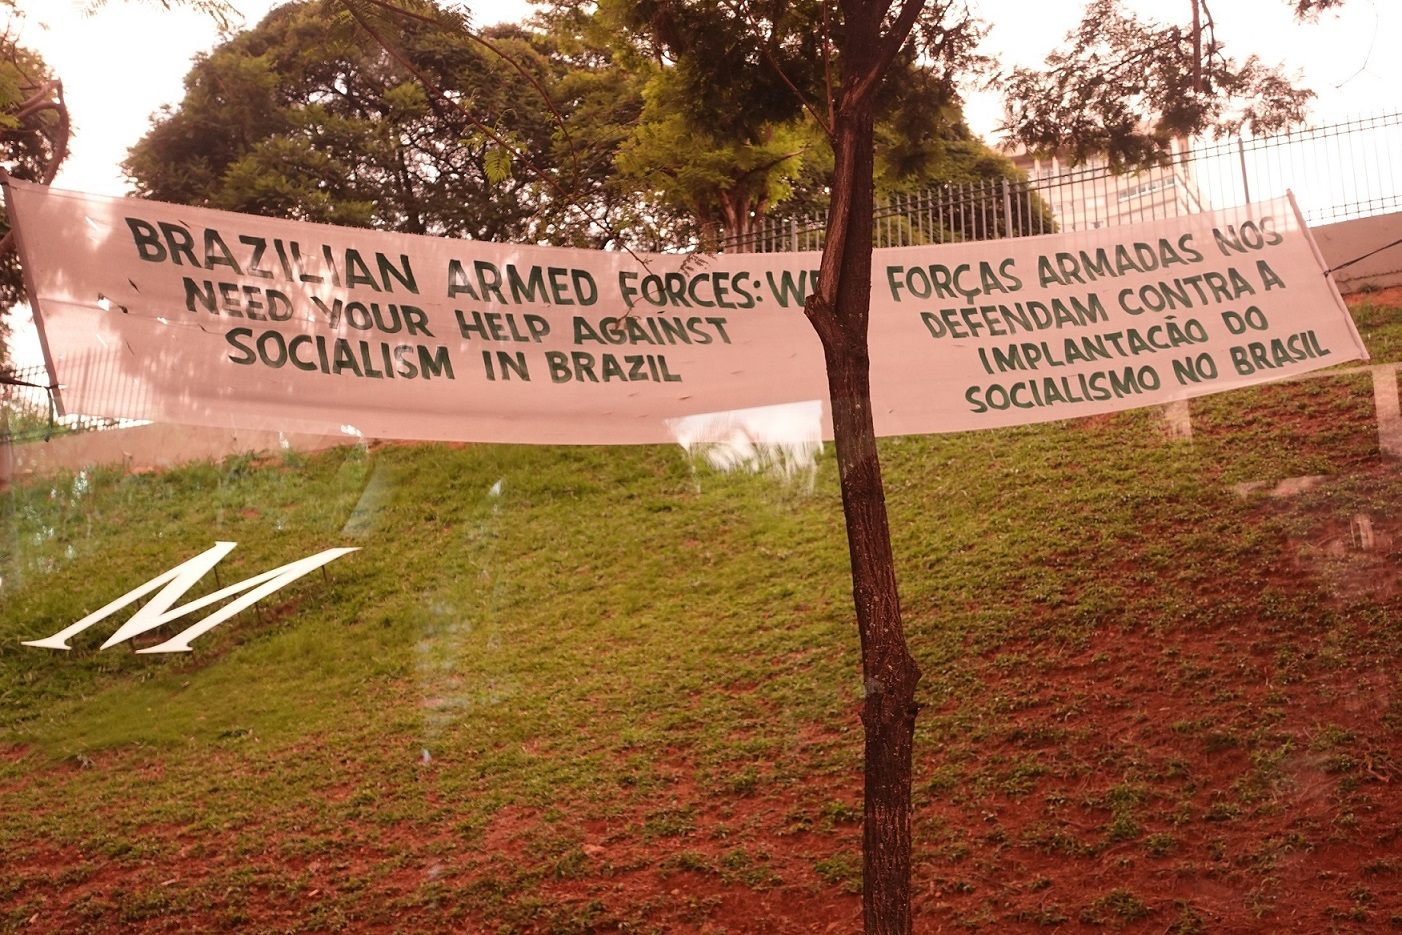 BRAZILIAN ARMED FORCES: WE
NEED YOUR HELP AGAINST
SOCIALISM IN BRAZIL
FORÇAS ARMADAS NOS
DEFENDAM CONTRA A
IMPLANTAÇÃO DO
SOCIALISMO NO BRASIL
M